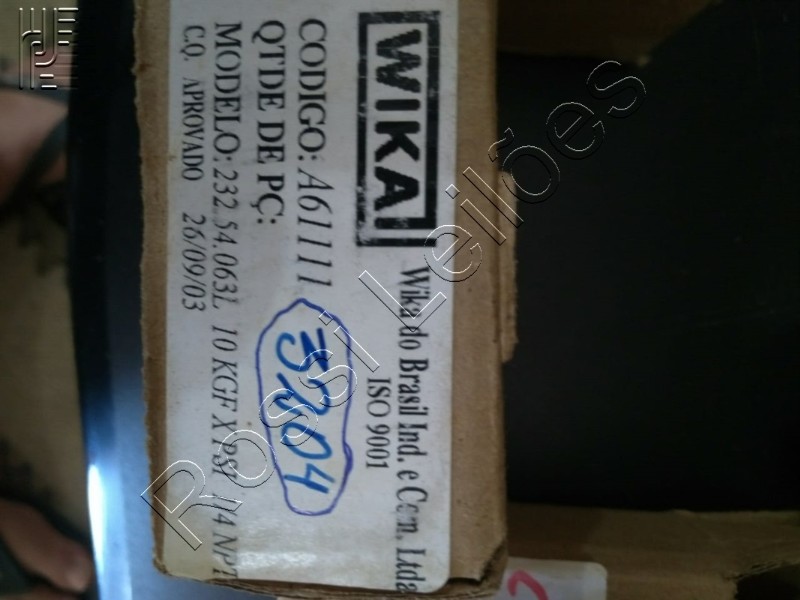 WIKA
Wika do Brasil Ind. e Com. Ltda
ISO 9001
CODIGO: A61111
QTDE DE PÇ:
MODELO: 232.54.063L 10 KGF X PSI 1/4 NPT
C.Q. APROVADO 26/09/03
35204
Rossi Leilões